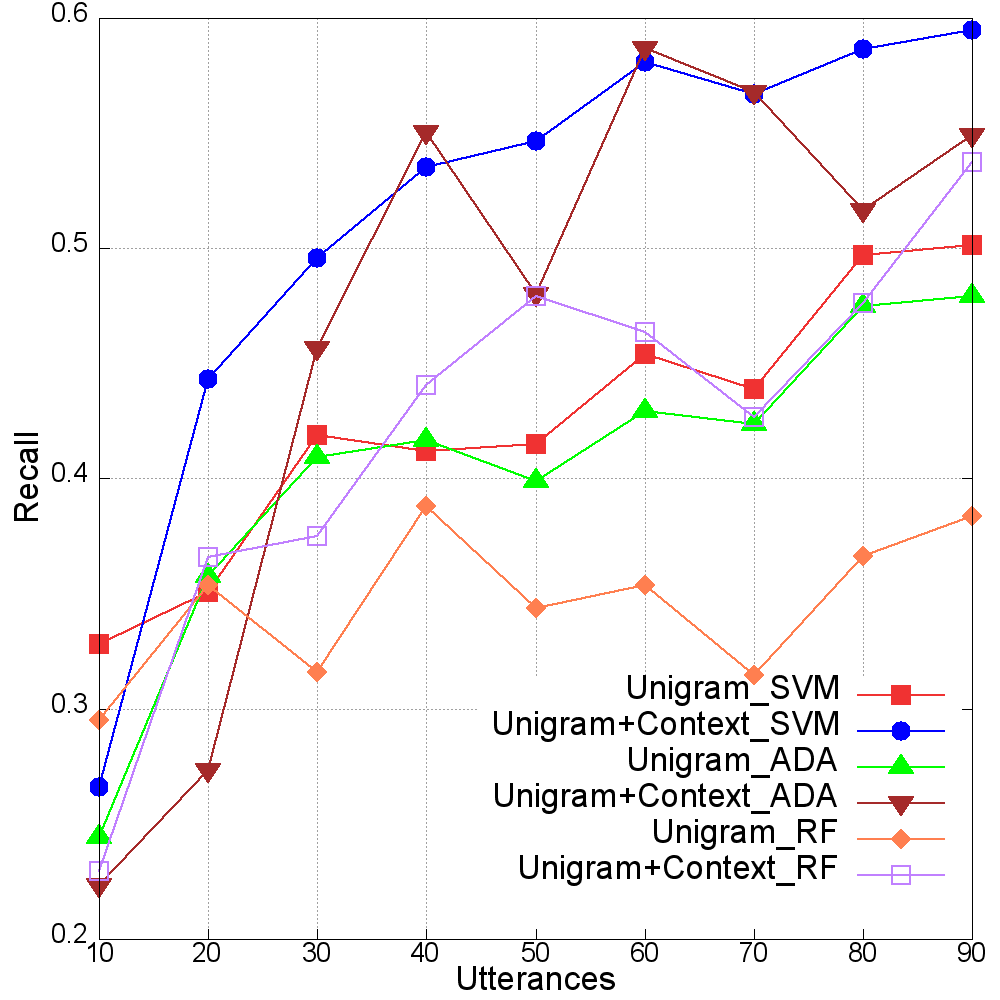 0.6
0.5
0.4
0.3
0.2
Recall
Unigram_SVM
Unigram+Context_SVM
Unigram_ADA
Unigram+Context_ADA
Unigram_RF
Unigram+Context_RF
10 20 30 40 50 60 70 80 90
Utterances